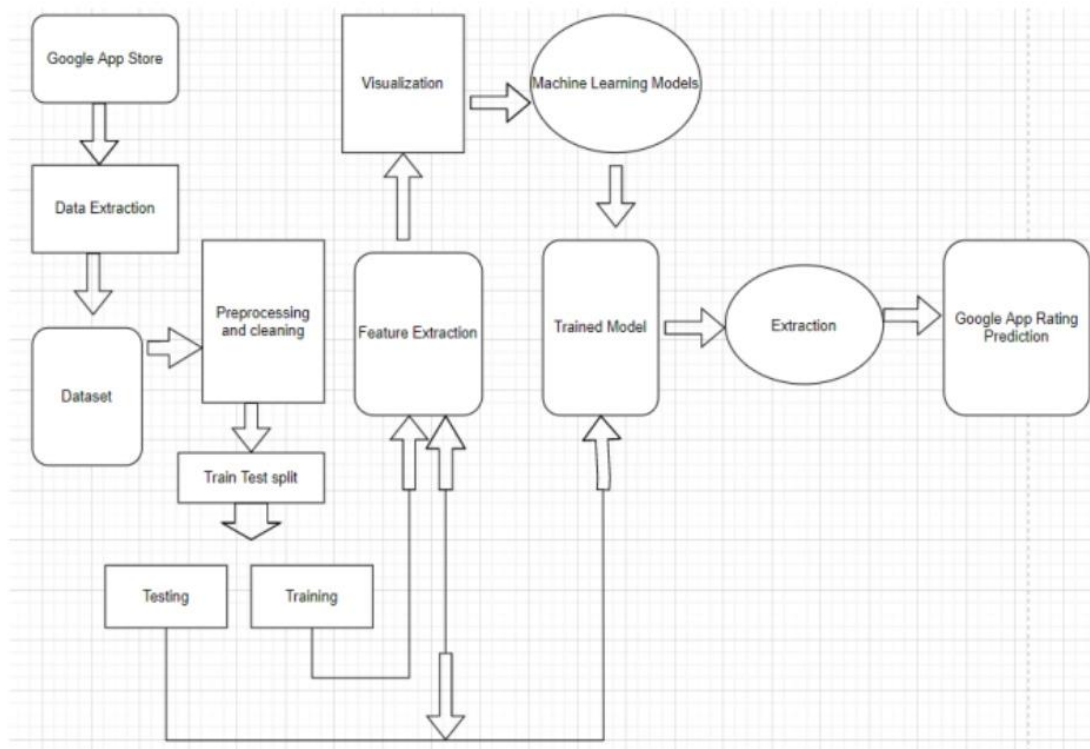 Google App Store
Data Extraction
Dataset
Preprocessing
and cleaning
Train Test split
Testing
Training
Feature Extraction
Visualization
Machine Learning Models
Trained Model
Extraction
Google App Rating
Prediction